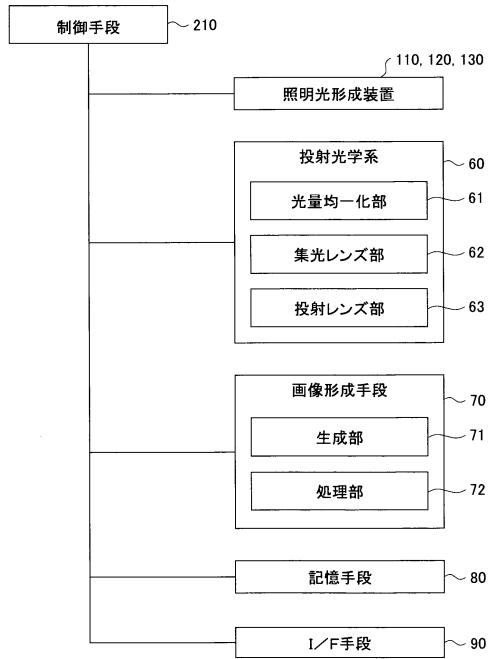 制御手段
210
110, 120, 130
照明光形成装置
投射光学系
60
光量均一化部
61
集光レンズ部
62
投射レンズ部
63
画像形成手段
70
生成部
71
処理部
72
記憶手段
80
I/F手段
90